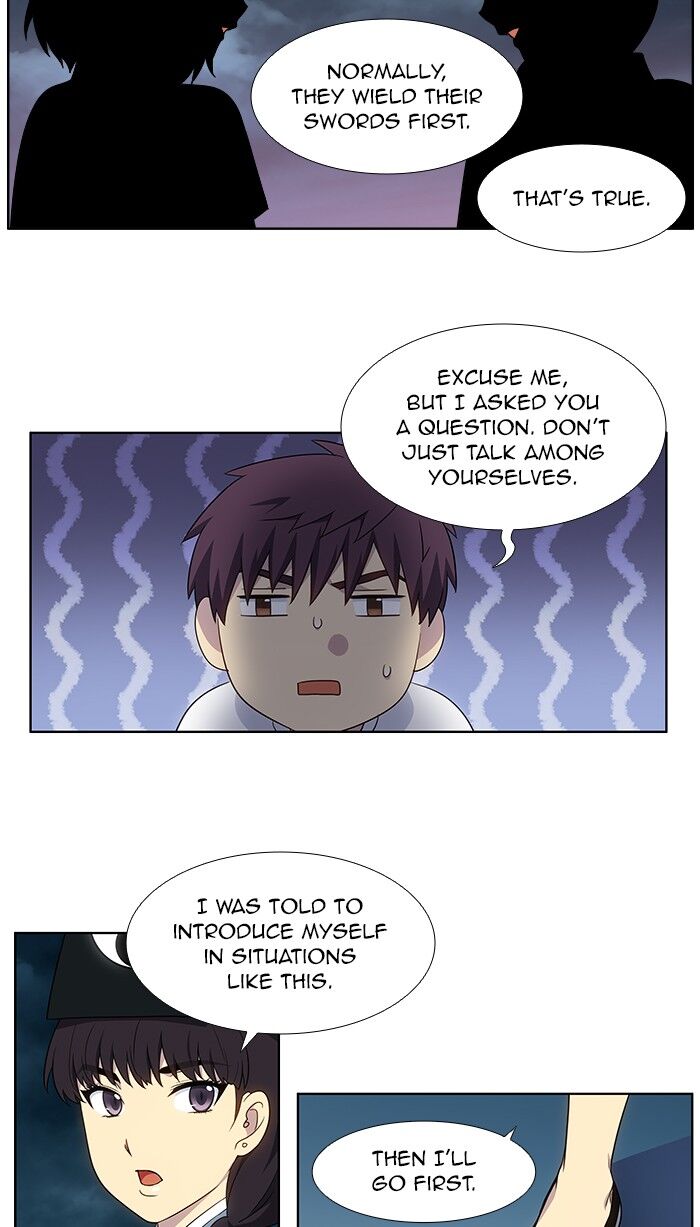 NORMALLY,
THEY WIELD THEIR
SWORDS FIRST.
THAT'S TRUE.
EXCUSE ME,
BUT I ASKED YOU
A QUESTION. DON'T
JUST TALK AMONG
YOURSELVES.
I WAS TOLD TO
INTRODUCE MYSELF
IN SITUATIONS
LIKE THIS.
THEN I'LL
GO FIRST.